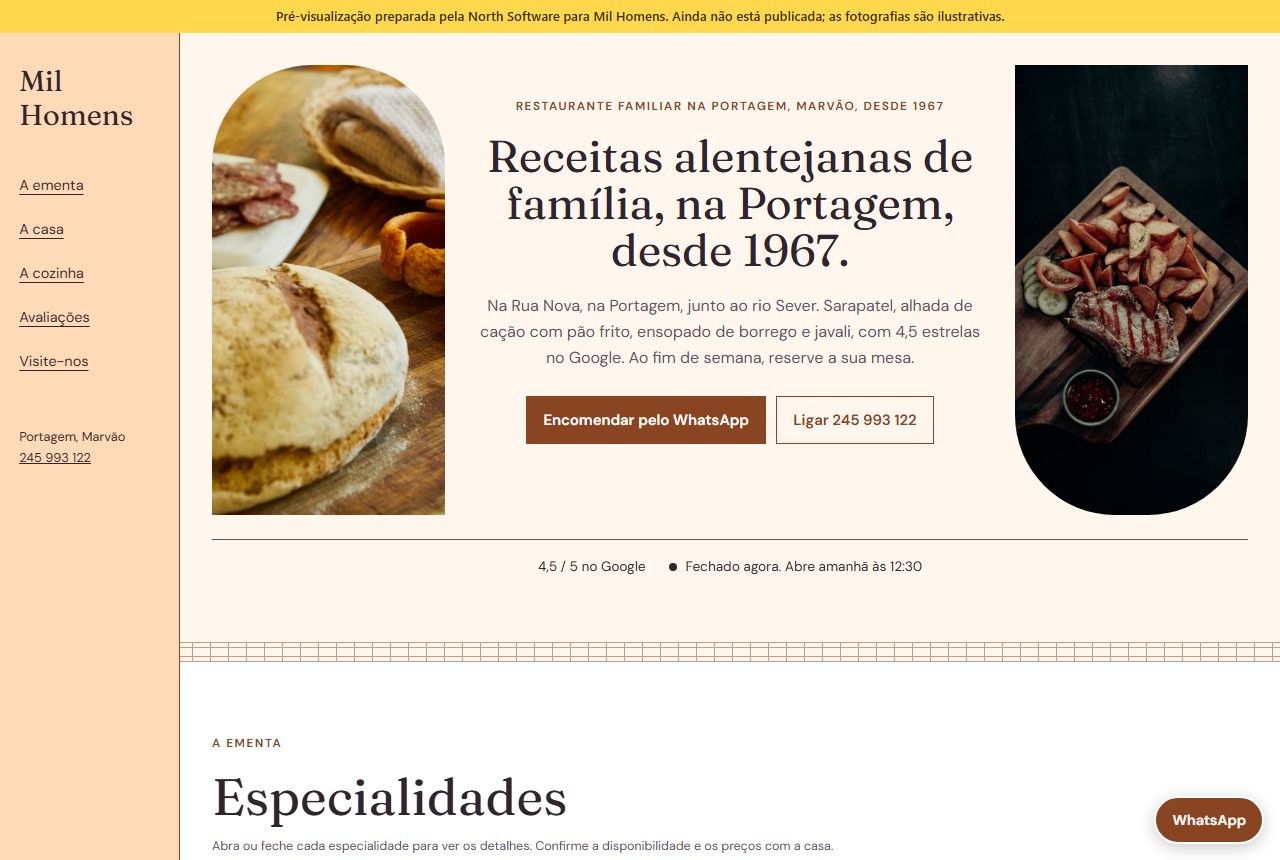 Pré-visualização preparada pela North Software para Mil Homens. Ainda não está publicada; as fotografias são ilustrativas.
Mil
Homens
A ementa
A casa
A cozinha
Avaliações
Visite-nos
Portagem, Marvão
245 993 122
RESTAURANTE FAMILIAR NA PORTAGEM, MARVÃO, DESDE 1967
Receitas alentejanas de
família, na Portagem,
desde 1967.
Na Rua Nova, na Portagem, junto ao rio Sever. Sarapatel, alhada de
cação com pão frito, ensopado de borrego e javali, com 4,5 estrelas
no Google. Ao fim de semana, reserve a sua mesa.
Encomendar pelo WhatsApp
Ligar 245 993 122
4,5 / 5 no Google
Fechado agora. Abre amanhã às 12:30
A EMENTA
Especialidades
Abra ou feche cada especialidade para ver os detalhes. Confirme a disponibilidade e os preços com a casa.
WhatsApp